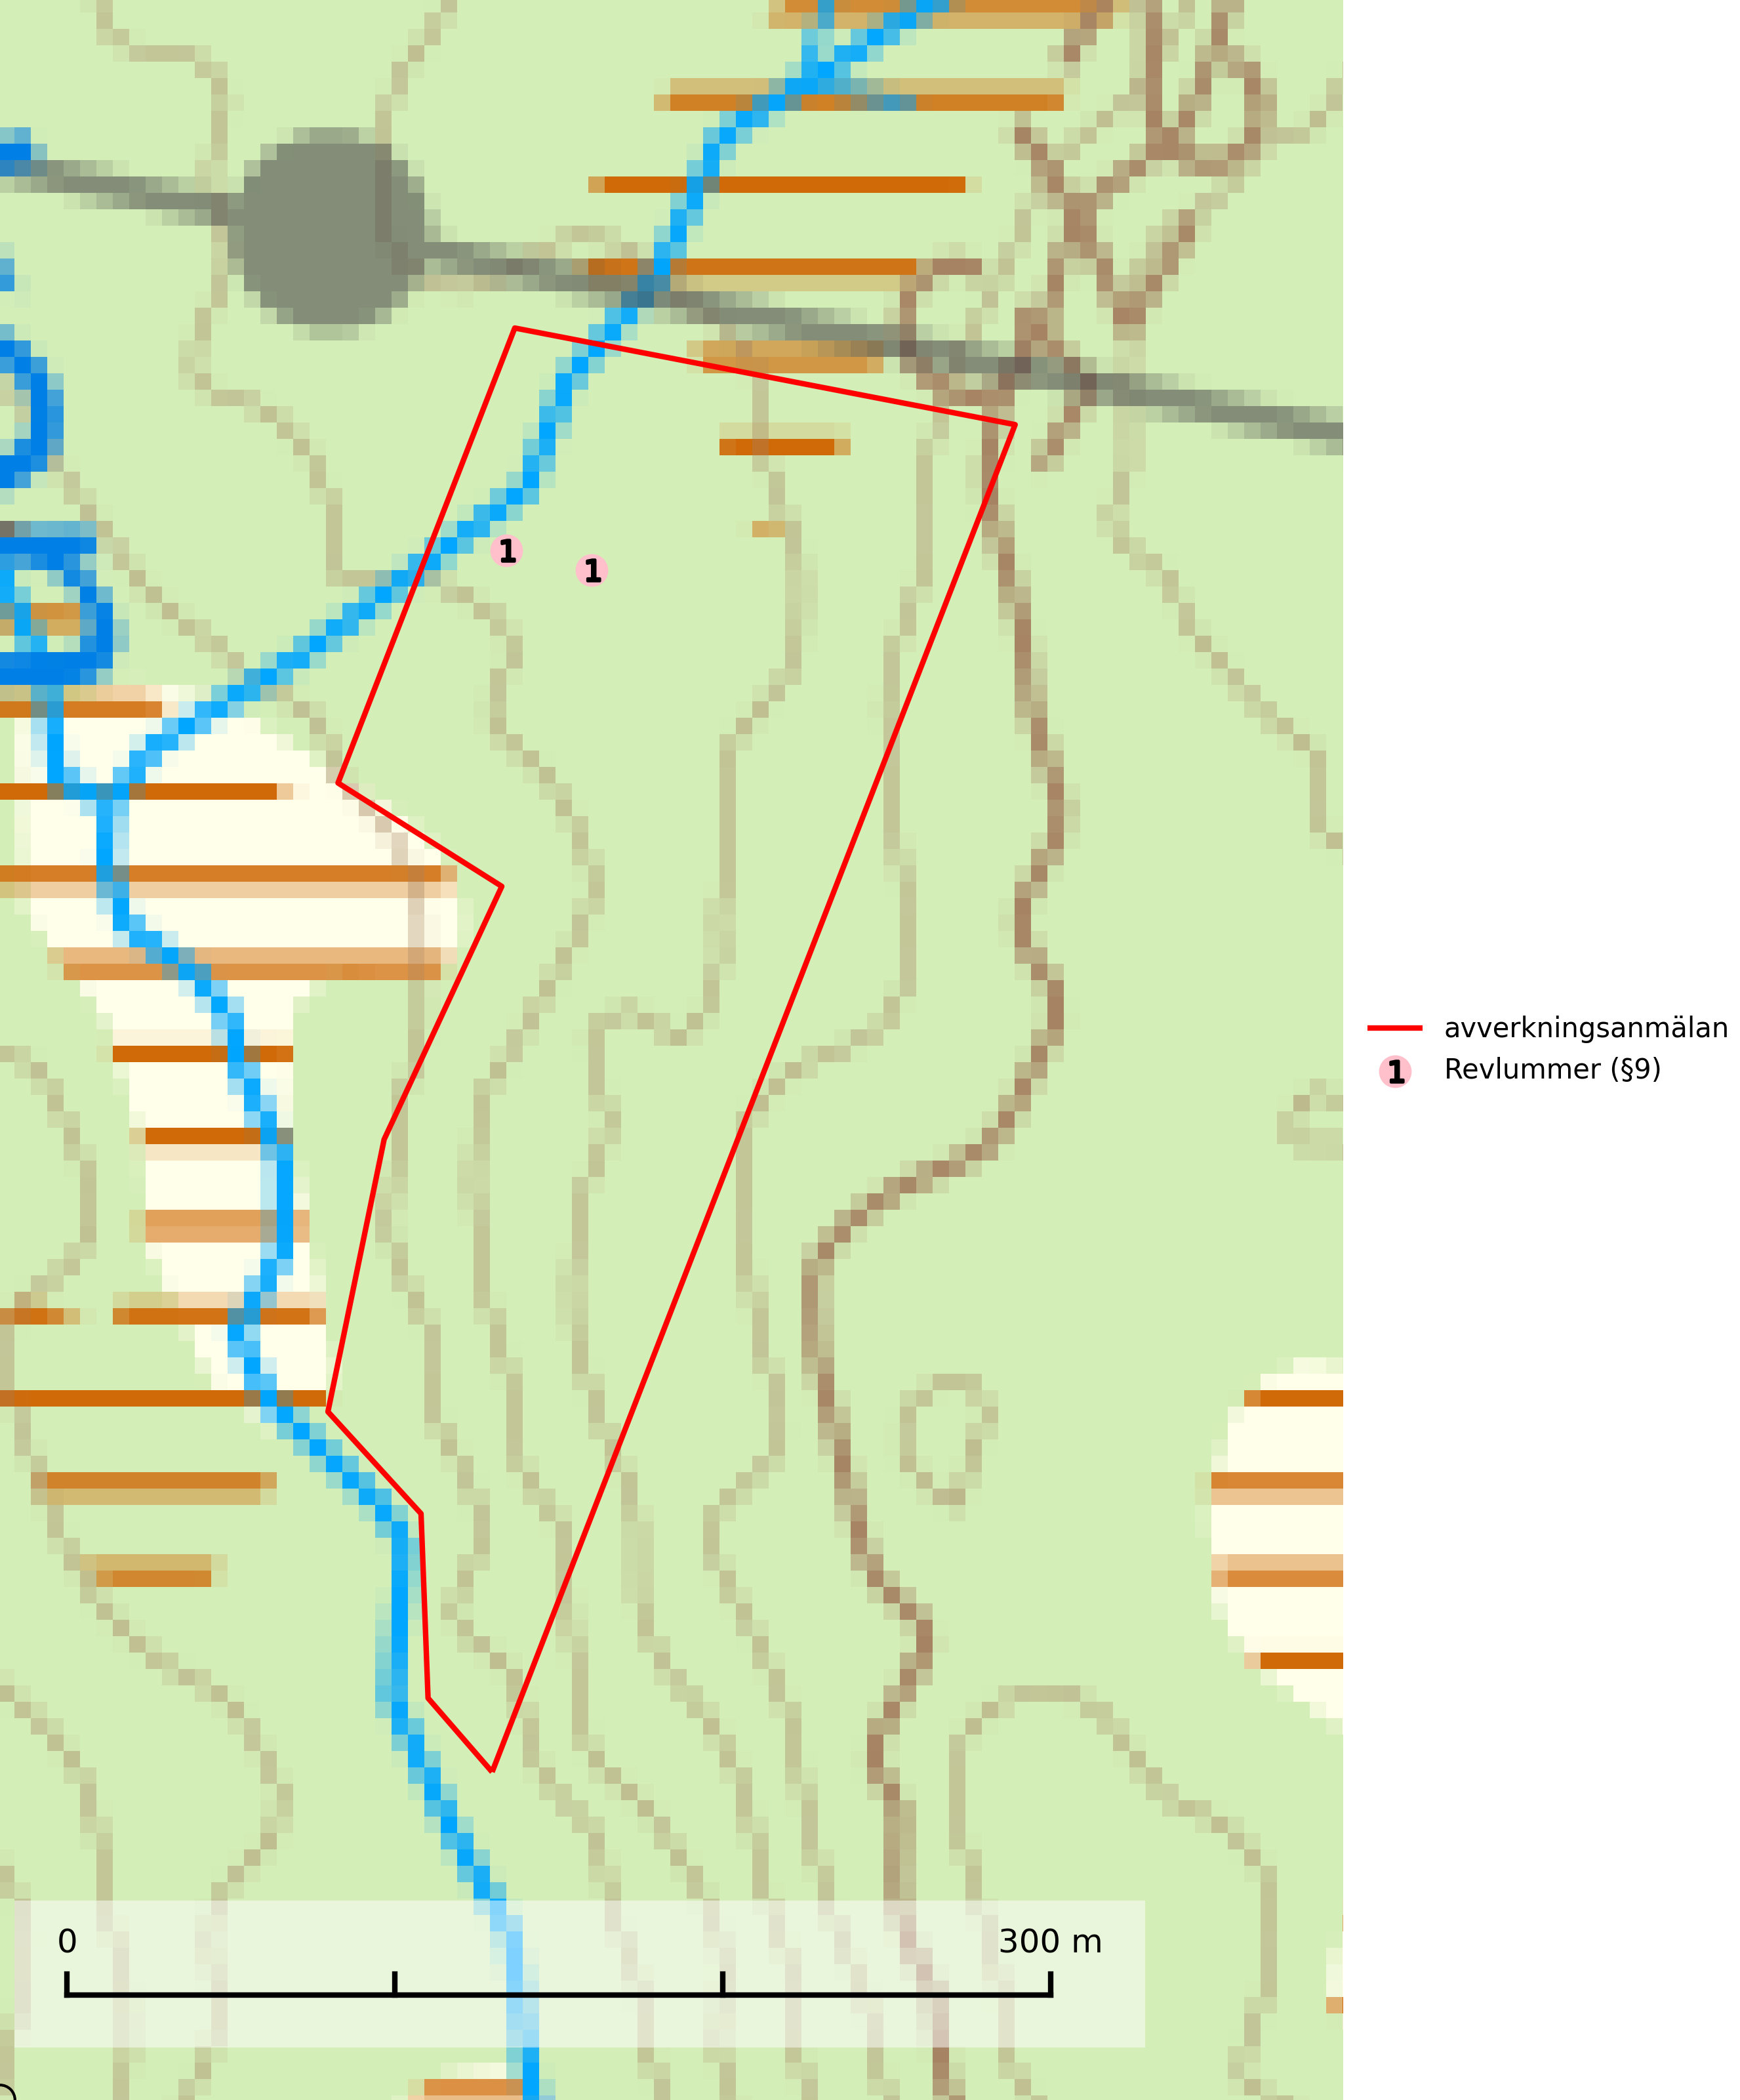 1
1
avverkningsanmälan
1 Revlummer (§9)
0 300 m